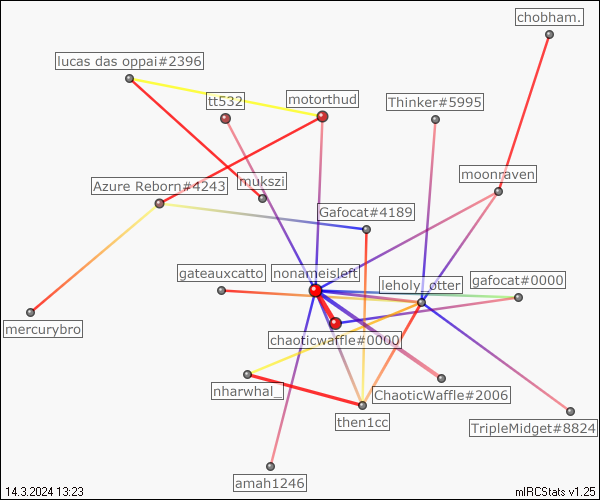 chobham.
lucas das oppai#2396
tt532
motorthud
Thinker#5995
moonraven
Azure Reborn#4243
mukszi
Gafocat#4189
gateauxcatto
nonameisleft
leholy_otter
gafocat#0000
mercurybro
chaoticwaffle#0000
nharwhal_
ChaoticWaffle#2006
then1cc
TripleMidget#8824
amah1246
14.3.2024 13:23
mIRCStats v1.25